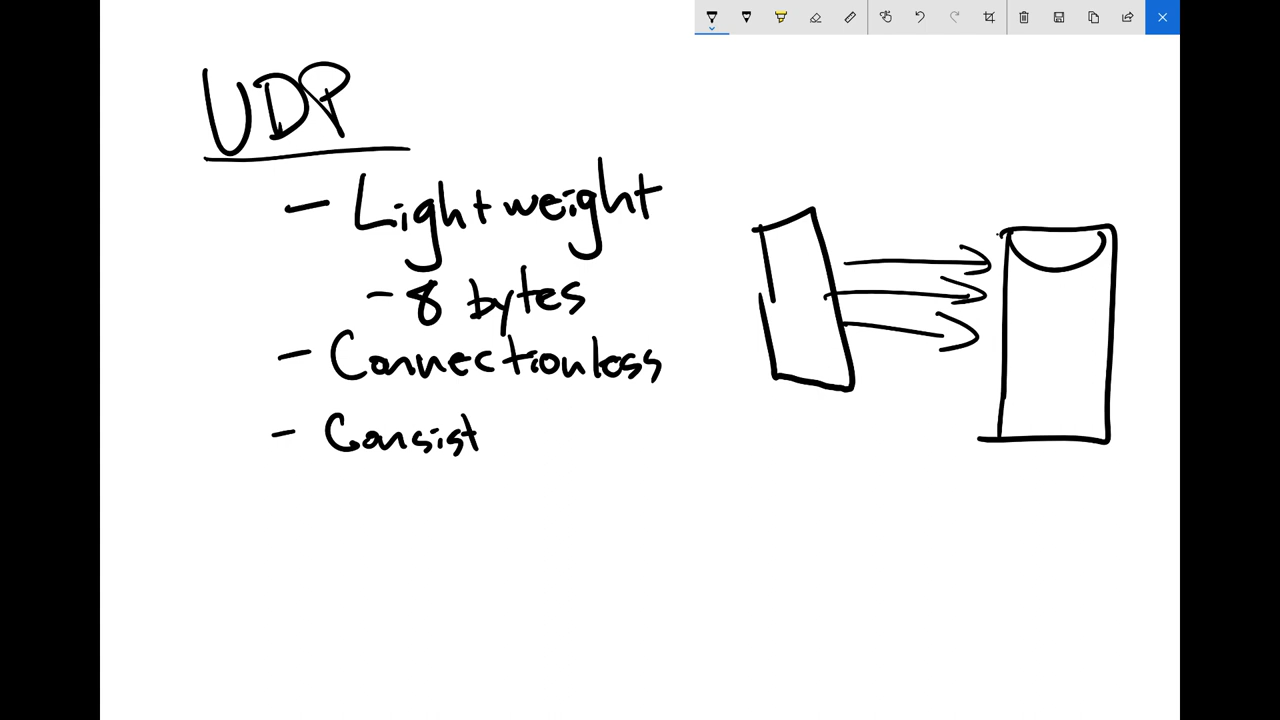 UDP
- Lightweight
- 8 bytes
- Connectionless
- Consist